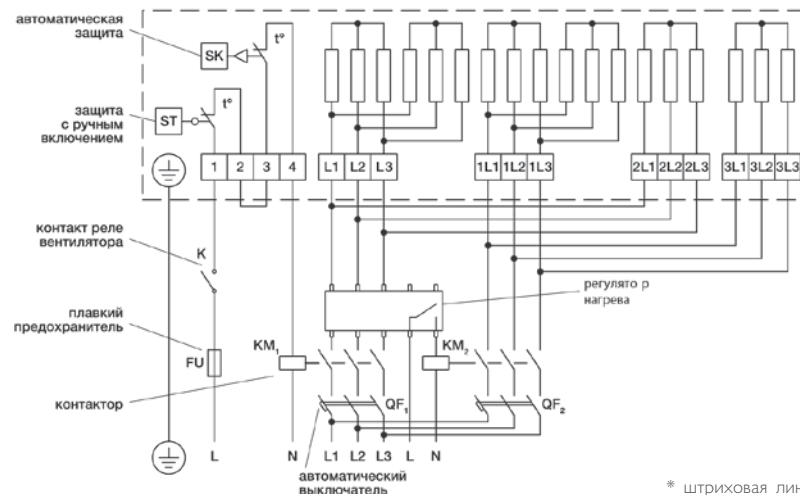 автоматическая
защита
SK
t°
защита
с ручным
включением
ST
t°
1 2 3 4
L1 L2 L3
1L1 1L2 1L3
2L1 2L2 2L3
3L1 3L2 3L3
контакт реле
вентилятора
K
регулято р
нагрева
плавкий
предохранитель
FU
KM1
KM2
контактор
QF1
QF2
L N L1 L2 L3 L N
автоматический
выключатель
* штриховая лин